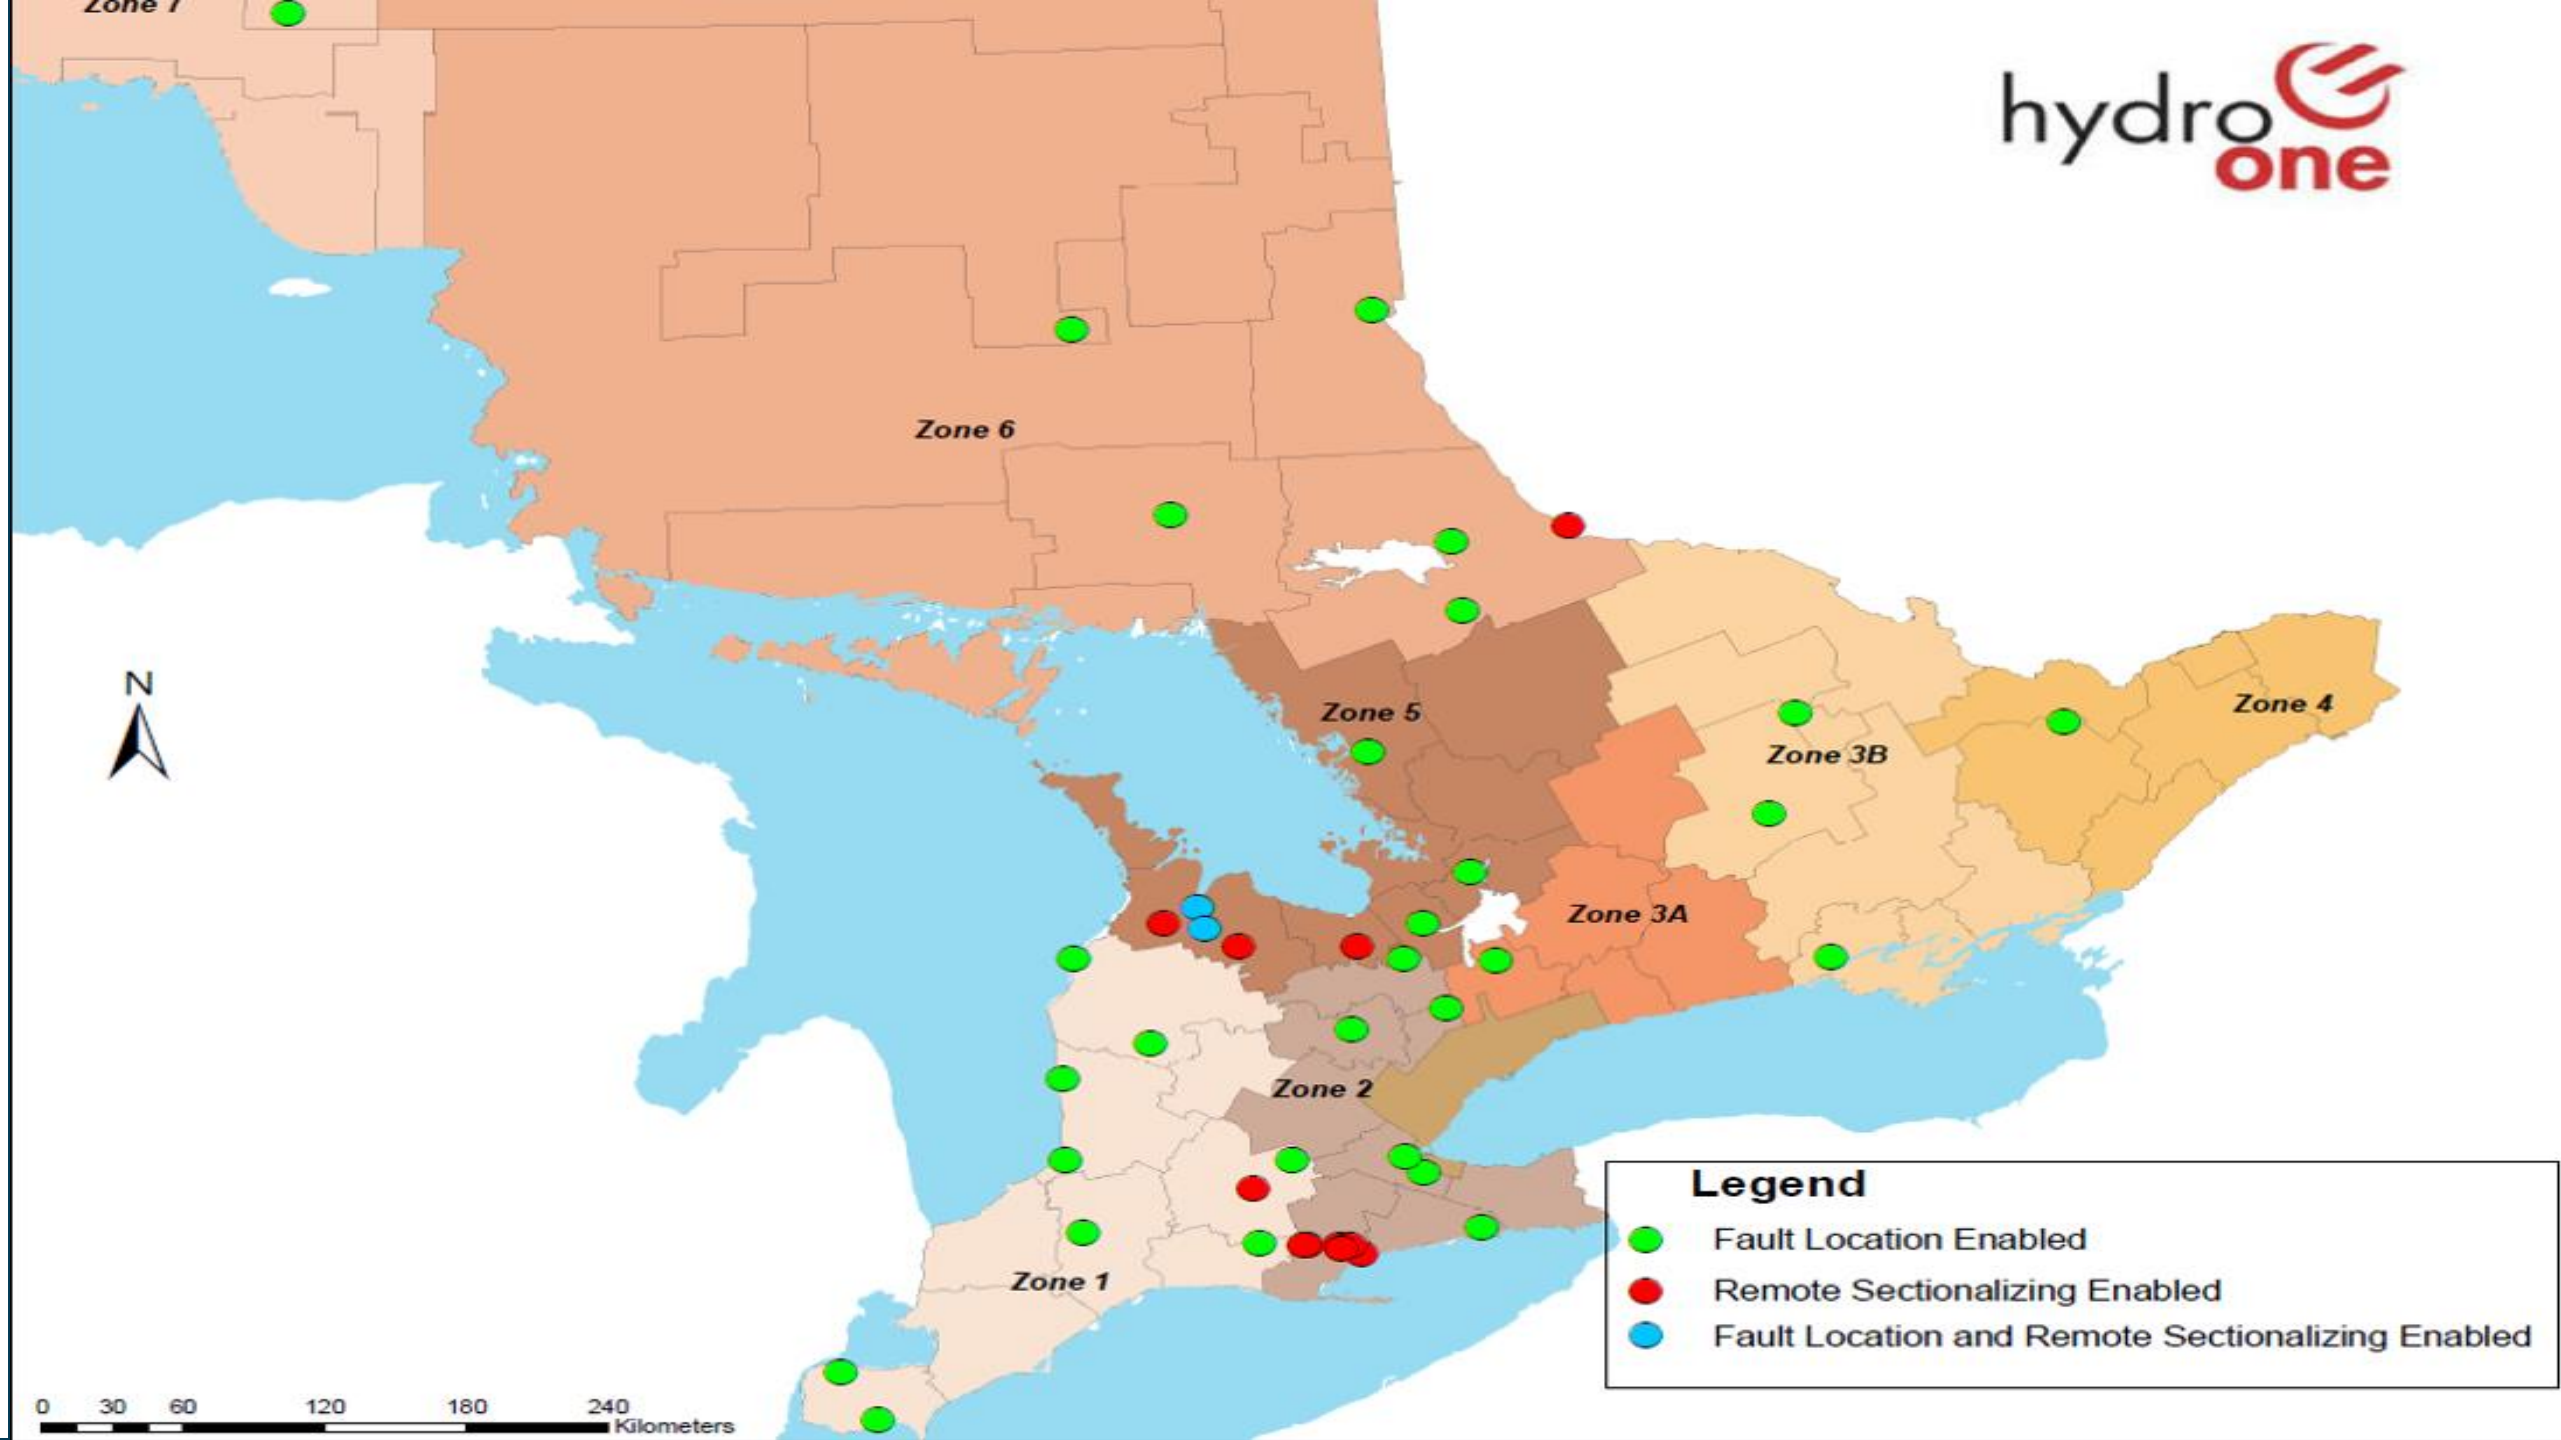 Zone 7
hydro
one
Zone 6
N
Zone 5
Zone 4
Zone 3B
Zone 3A
Zone 2
Zone 1
Legend
Fault Location Enabled
Remote Sectionalizing Enabled
Fault Location and Remote Sectionalizing Enabled
0 30 60 120 180 240
Kilometers